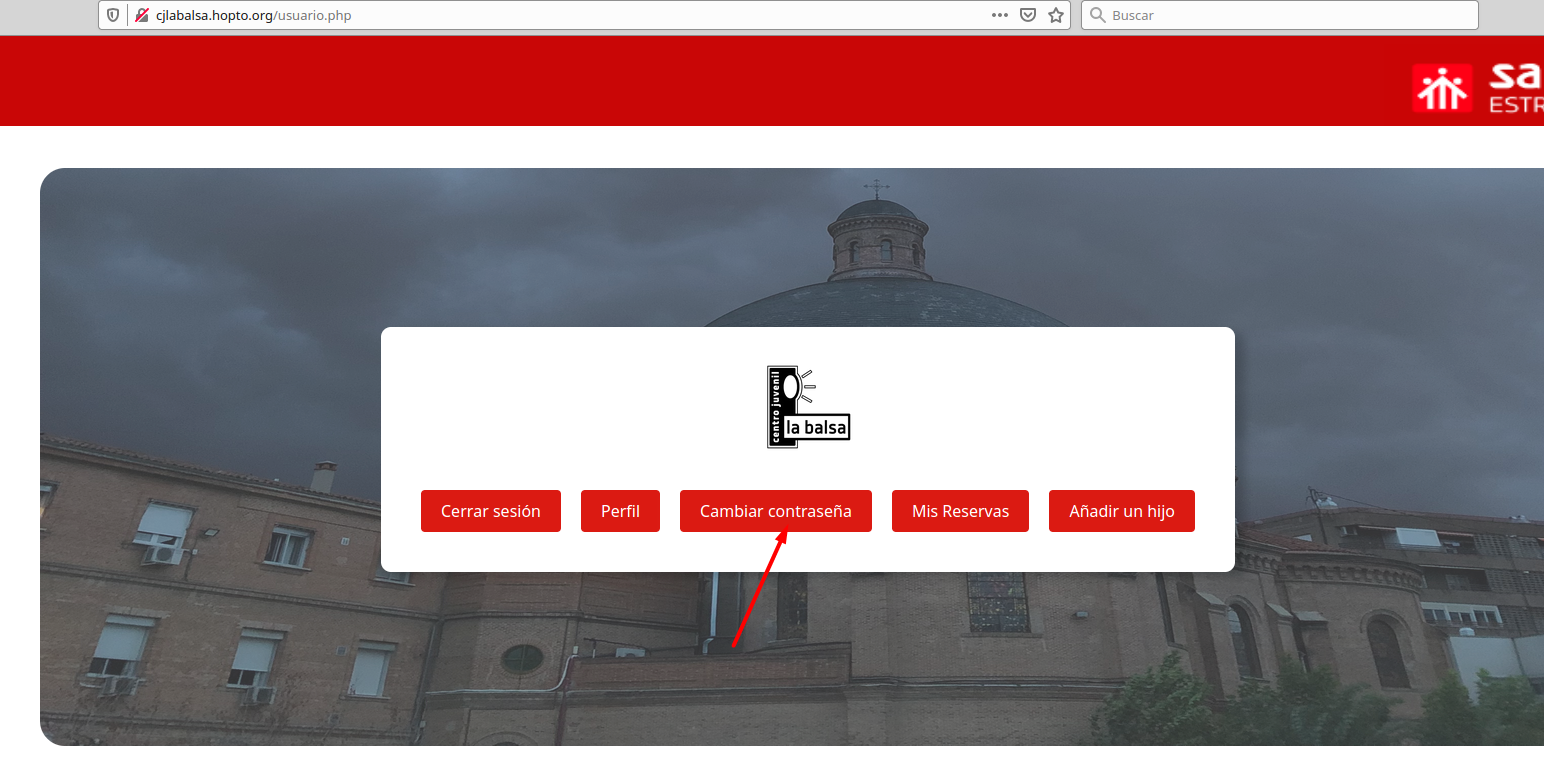 cjlabalsa.hopto.org/usuario.php
Buscar
sa
ESTR
centro juvenil
la balsa
Cerrar sesión
Perfil
Cambiar contraseña
Mis Reservas
Añadir un hijo